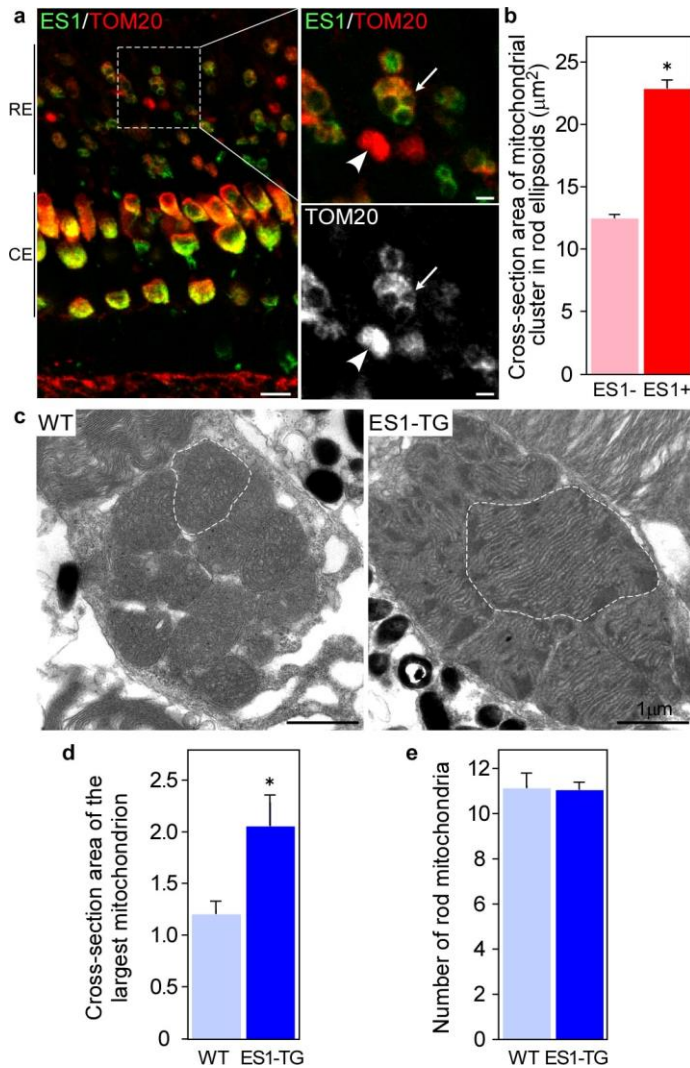 a
ES1/TOM20
ES1/TOM20
RE
CE
TOM20
b
Cross-section area of mitochondrial
cluster in rod ellipsoids (μm²)
25
20
15
10
5
0
*
ES1- ES1+
c
WT
ES1-TG
1μm
d
Cross-section area of the
largest mitochondrion
2.5
2.0
1.5
1.0
0.5
0
*
WT ES1-TG
e
Number of rod mitochondria
12
10
8
6
4
2
0
WT ES1-TG